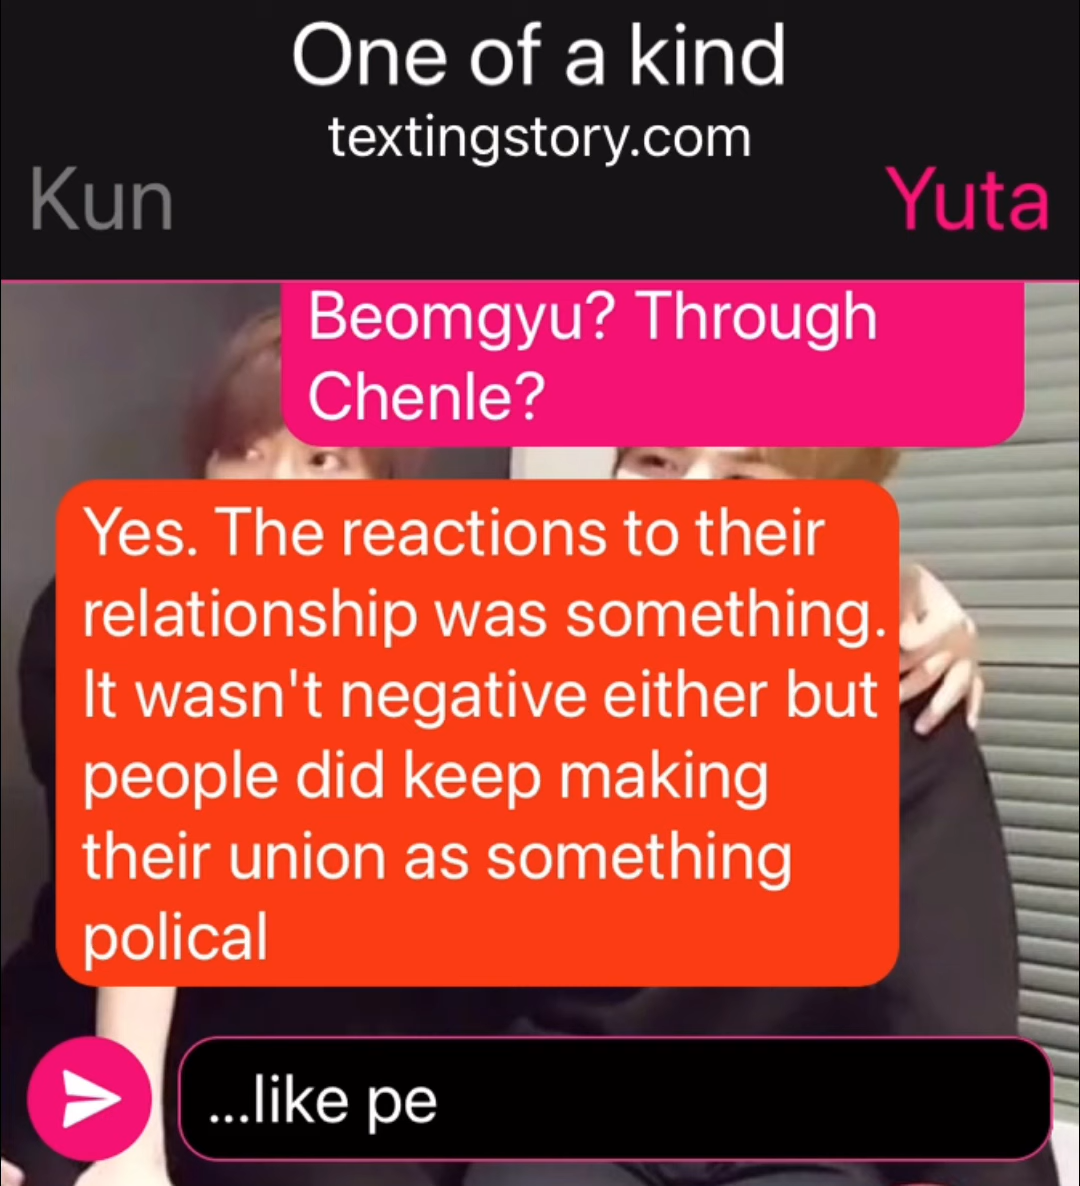 One of a kind
textingstory.com
Kun
Yuta
Beomgyu? Through
Chenle?
Yes. The reactions to their
relationship was something.
It wasn't negative either but
people did keep making
their union as something
polical
...like pe